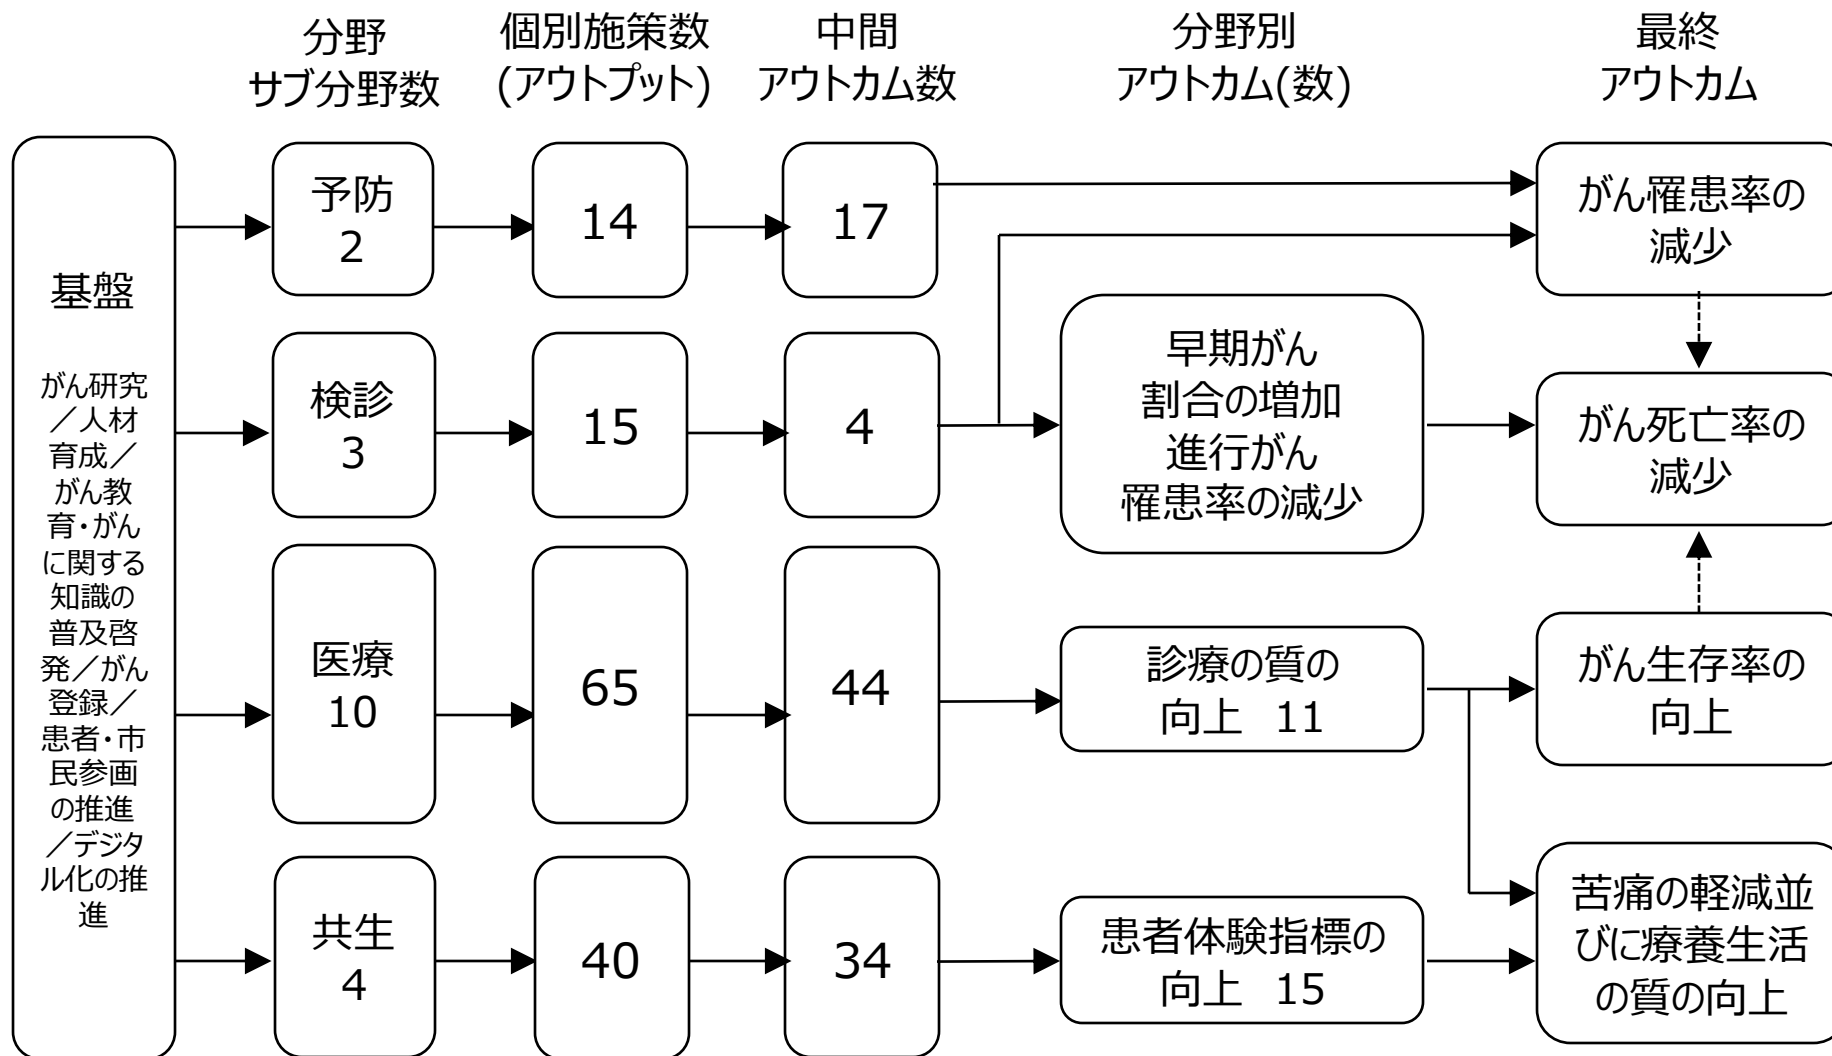 分野
サブ分野数
個別施策数
(アウトプット)
中間
アウトカム数
分野別
アウトカム(数)
最終
アウトカム
基盤
がん研究
／人材
育成／
がん教
育・がん
に関する
知識の
普及啓
発／がん
登録／
患者・市
民参画
の推進
／デジタ
ル化の推
進
予防
2
14
17
がん罹患率の
減少
検診
3
15
4
早期がん
割合の増加
進行がん
罹患率の減少
がん死亡率の
減少
医療
10
65
44
診療の質の
向上 11
がん生存率の
向上
共生
4
40
34
患者体験指標の
向上 15
苦痛の軽減並
びに療養生活
の質の向上